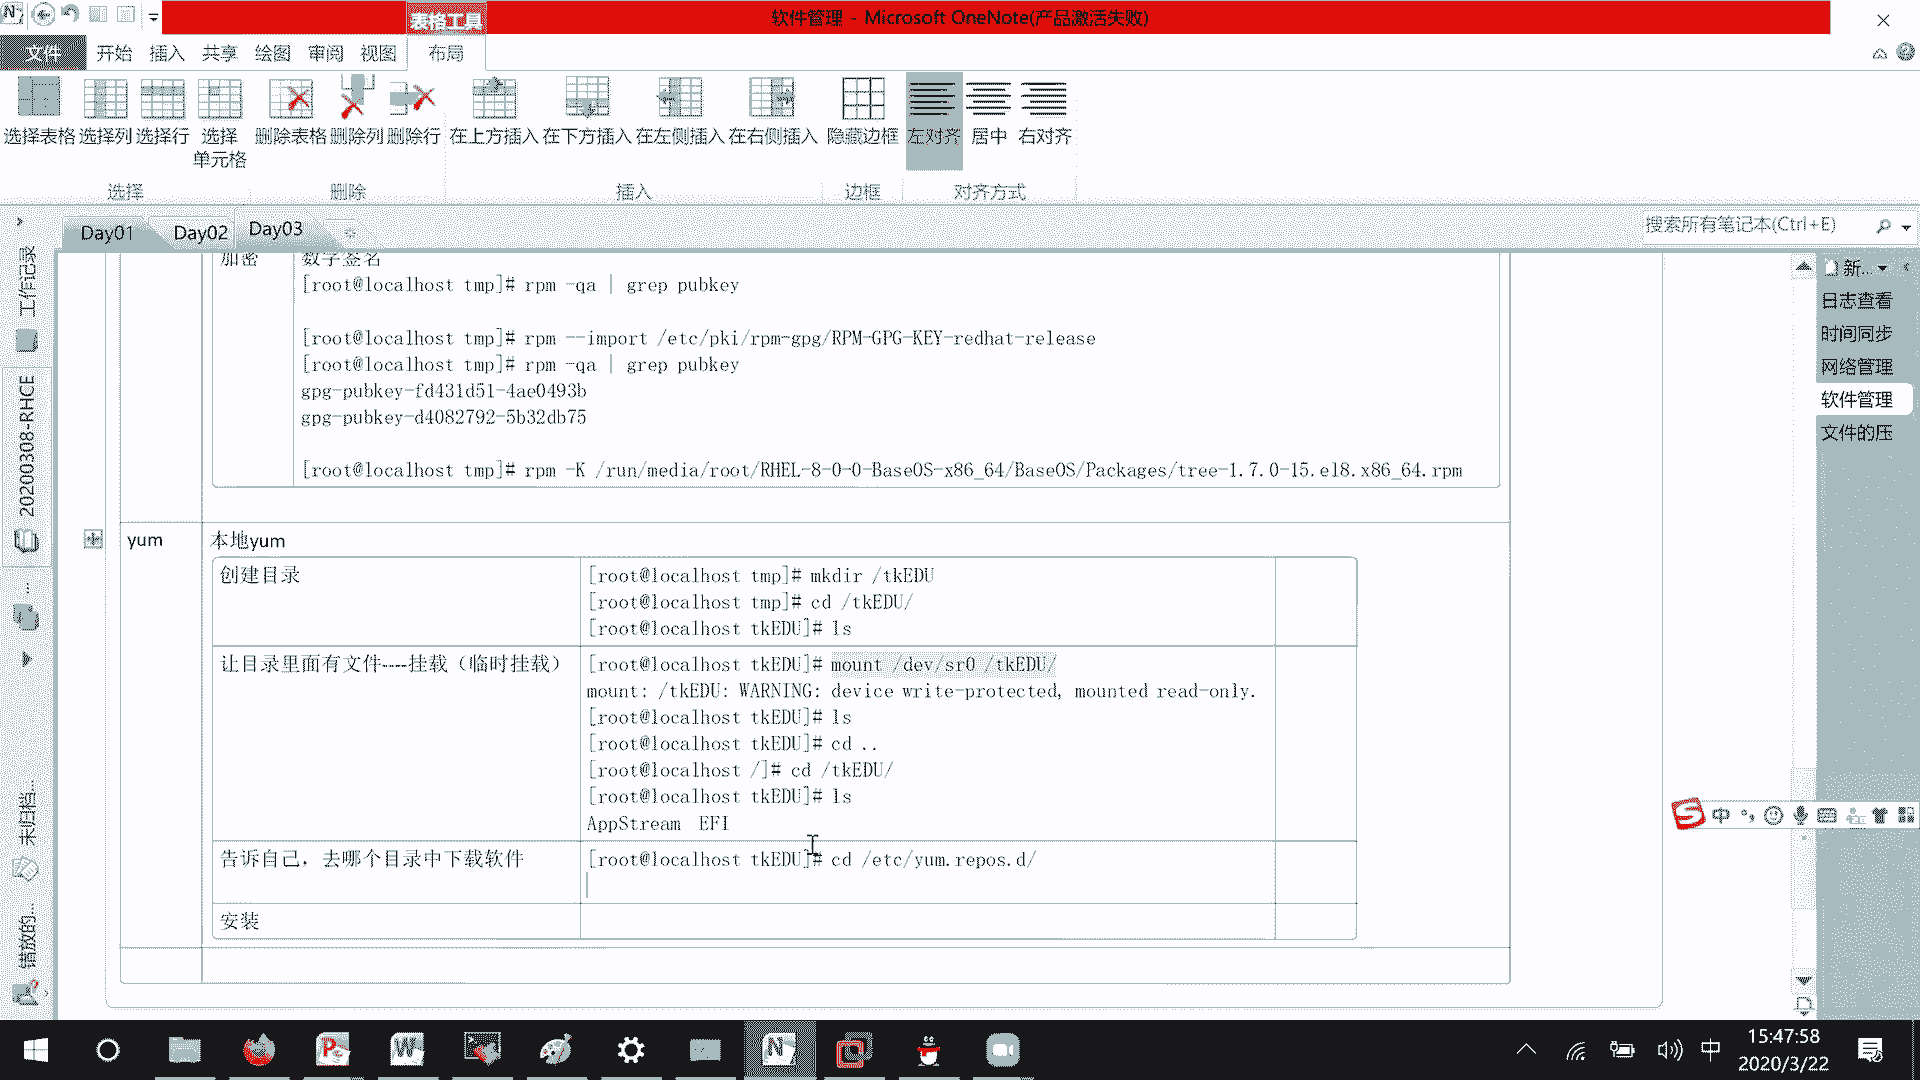 表格工具
软件管理 - Microsoft OneNote(产品激活失败)
文件 开始 插入 共享 绘图 审阅 视图 布局
选择表格 选择列 选择行 选择单元格 删除表格 删除列 删除行 在上方插入 在下方插入 在左侧插入 在右侧插入 隐藏边框 左对齐 居中 右对齐
选择 删除 插入 边框 对齐方式
Day01 Day02 Day03
搜索所有笔记本(Ctrl+E)
工作记录
20200308-RHCE
...
未归档...
错放的...
新...
日志查看
时间同步
网络管理
软件管理
文件的压
加密
数字签名
[root@localhost tmp]# rpm -qa | grep pubkey
[root@localhost tmp]# rpm --import /etc/pki/rpm-gpg/RPM-GPG-KEY-redhat-release
[root@localhost tmp]# rpm -qa | grep pubkey
gpg-pubkey-fd431d51-4ae0493b
gpg-pubkey-d4082792-5b32db75
[root@localhost tmp]# rpm -K /run/media/root/RHEL-8-0-0-BaseOS-x86_64/BaseOS/Packages/tree-1.7.0-15.el8.x86_64.rpm
yum
本地yum
创建目录
[root@localhost tmp]# mkdir /tkEDU
[root@localhost tmp]# cd /tkEDU/
[root@localhost tkEDU]# ls
让目录里面有文件----挂载（临时挂载）
[root@localhost tkEDU]# mount /dev/sr0 /tkEDU/
mount: /tkEDU: WARNING: device write-protected, mounted read-only.
[root@localhost tkEDU]# ls
[root@localhost tkEDU]# cd ..
[root@localhost /]# cd /tkEDU/
[root@localhost tkEDU]# ls
AppStream EFI
告诉自己，去哪个目录中下载软件
[root@localhost tkEDU]# cd /etc/yum.repos.d/
安装
中
中
15:47:58
2020/3/22